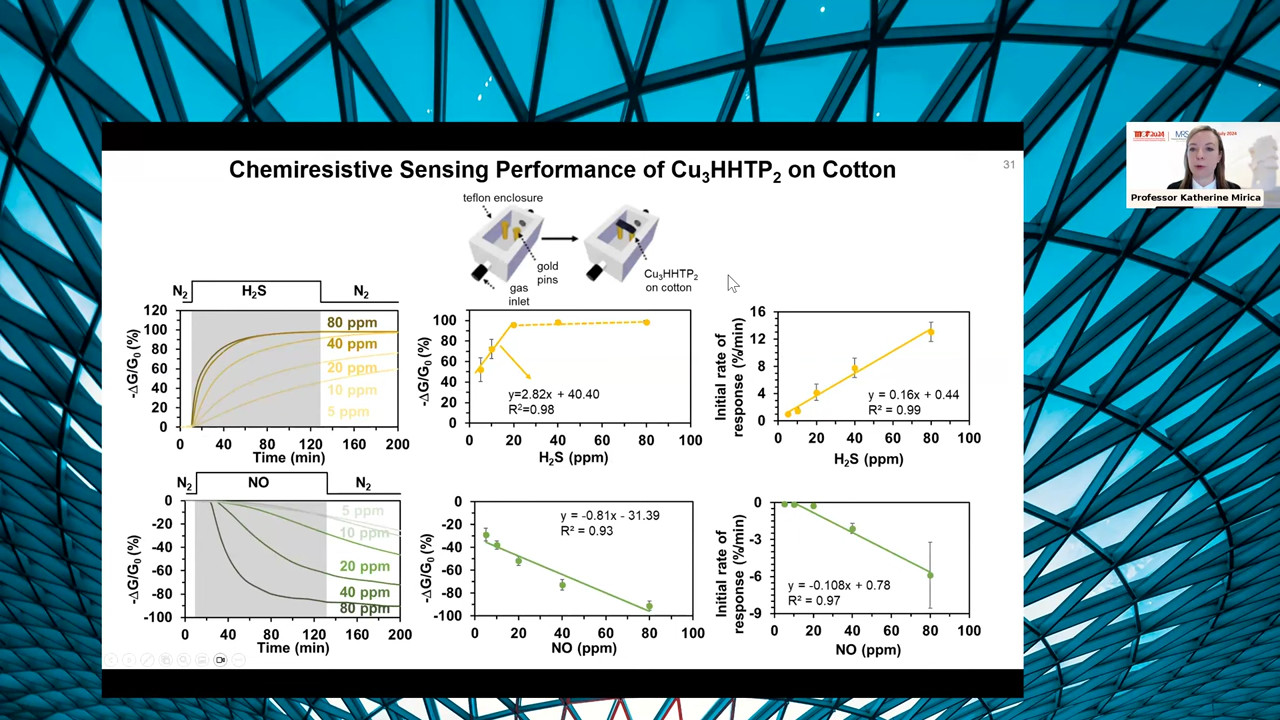 Chemiresistive Sensing Performance of Cu₃HHTP₂ on Cotton
31
teflon enclosure
gold
pins
gas
inlet
Cu₃HHTP₂
on cotton
N₂
H₂S
N₂
-ΔG/G₀ (%)
120
100
80
60
40
20
0
80 ppm
40 ppm
20 ppm
10 ppm
5 ppm
0
40
80
120
160
200
Time (min)
-ΔG/G₀ (%)
100
80
60
40
20
0
y=2.82x + 40.40
R²=0.98
0
20
40
60
80
100
H₂S (ppm)
Initial rate of
response (%/min)
16
12
8
4
0
y = 0.16x + 0.44
R² = 0.99
0
20
40
60
80
100
H₂S (ppm)
N₂
NO
N₂
-ΔG/G₀ (%)
0
-20
-40
-60
-80
-100
5 ppm
10 ppm
20 ppm
40 ppm
80 ppm
0
40
80
120
160
200
Time (min)
-ΔG/G₀ (%)
0
-20
-40
-60
-80
-100
y = -0.81x - 31.39
R² = 0.93
0
20
40
60
80
100
NO (ppm)
Initial rate of
response (%/min)
0
-3
-6
-9
y = -0.108x + 0.78
R² = 0.97
0
20
40
60
80
100
NO (ppm)
MRS
July 2024
Professor Katherine Mirica